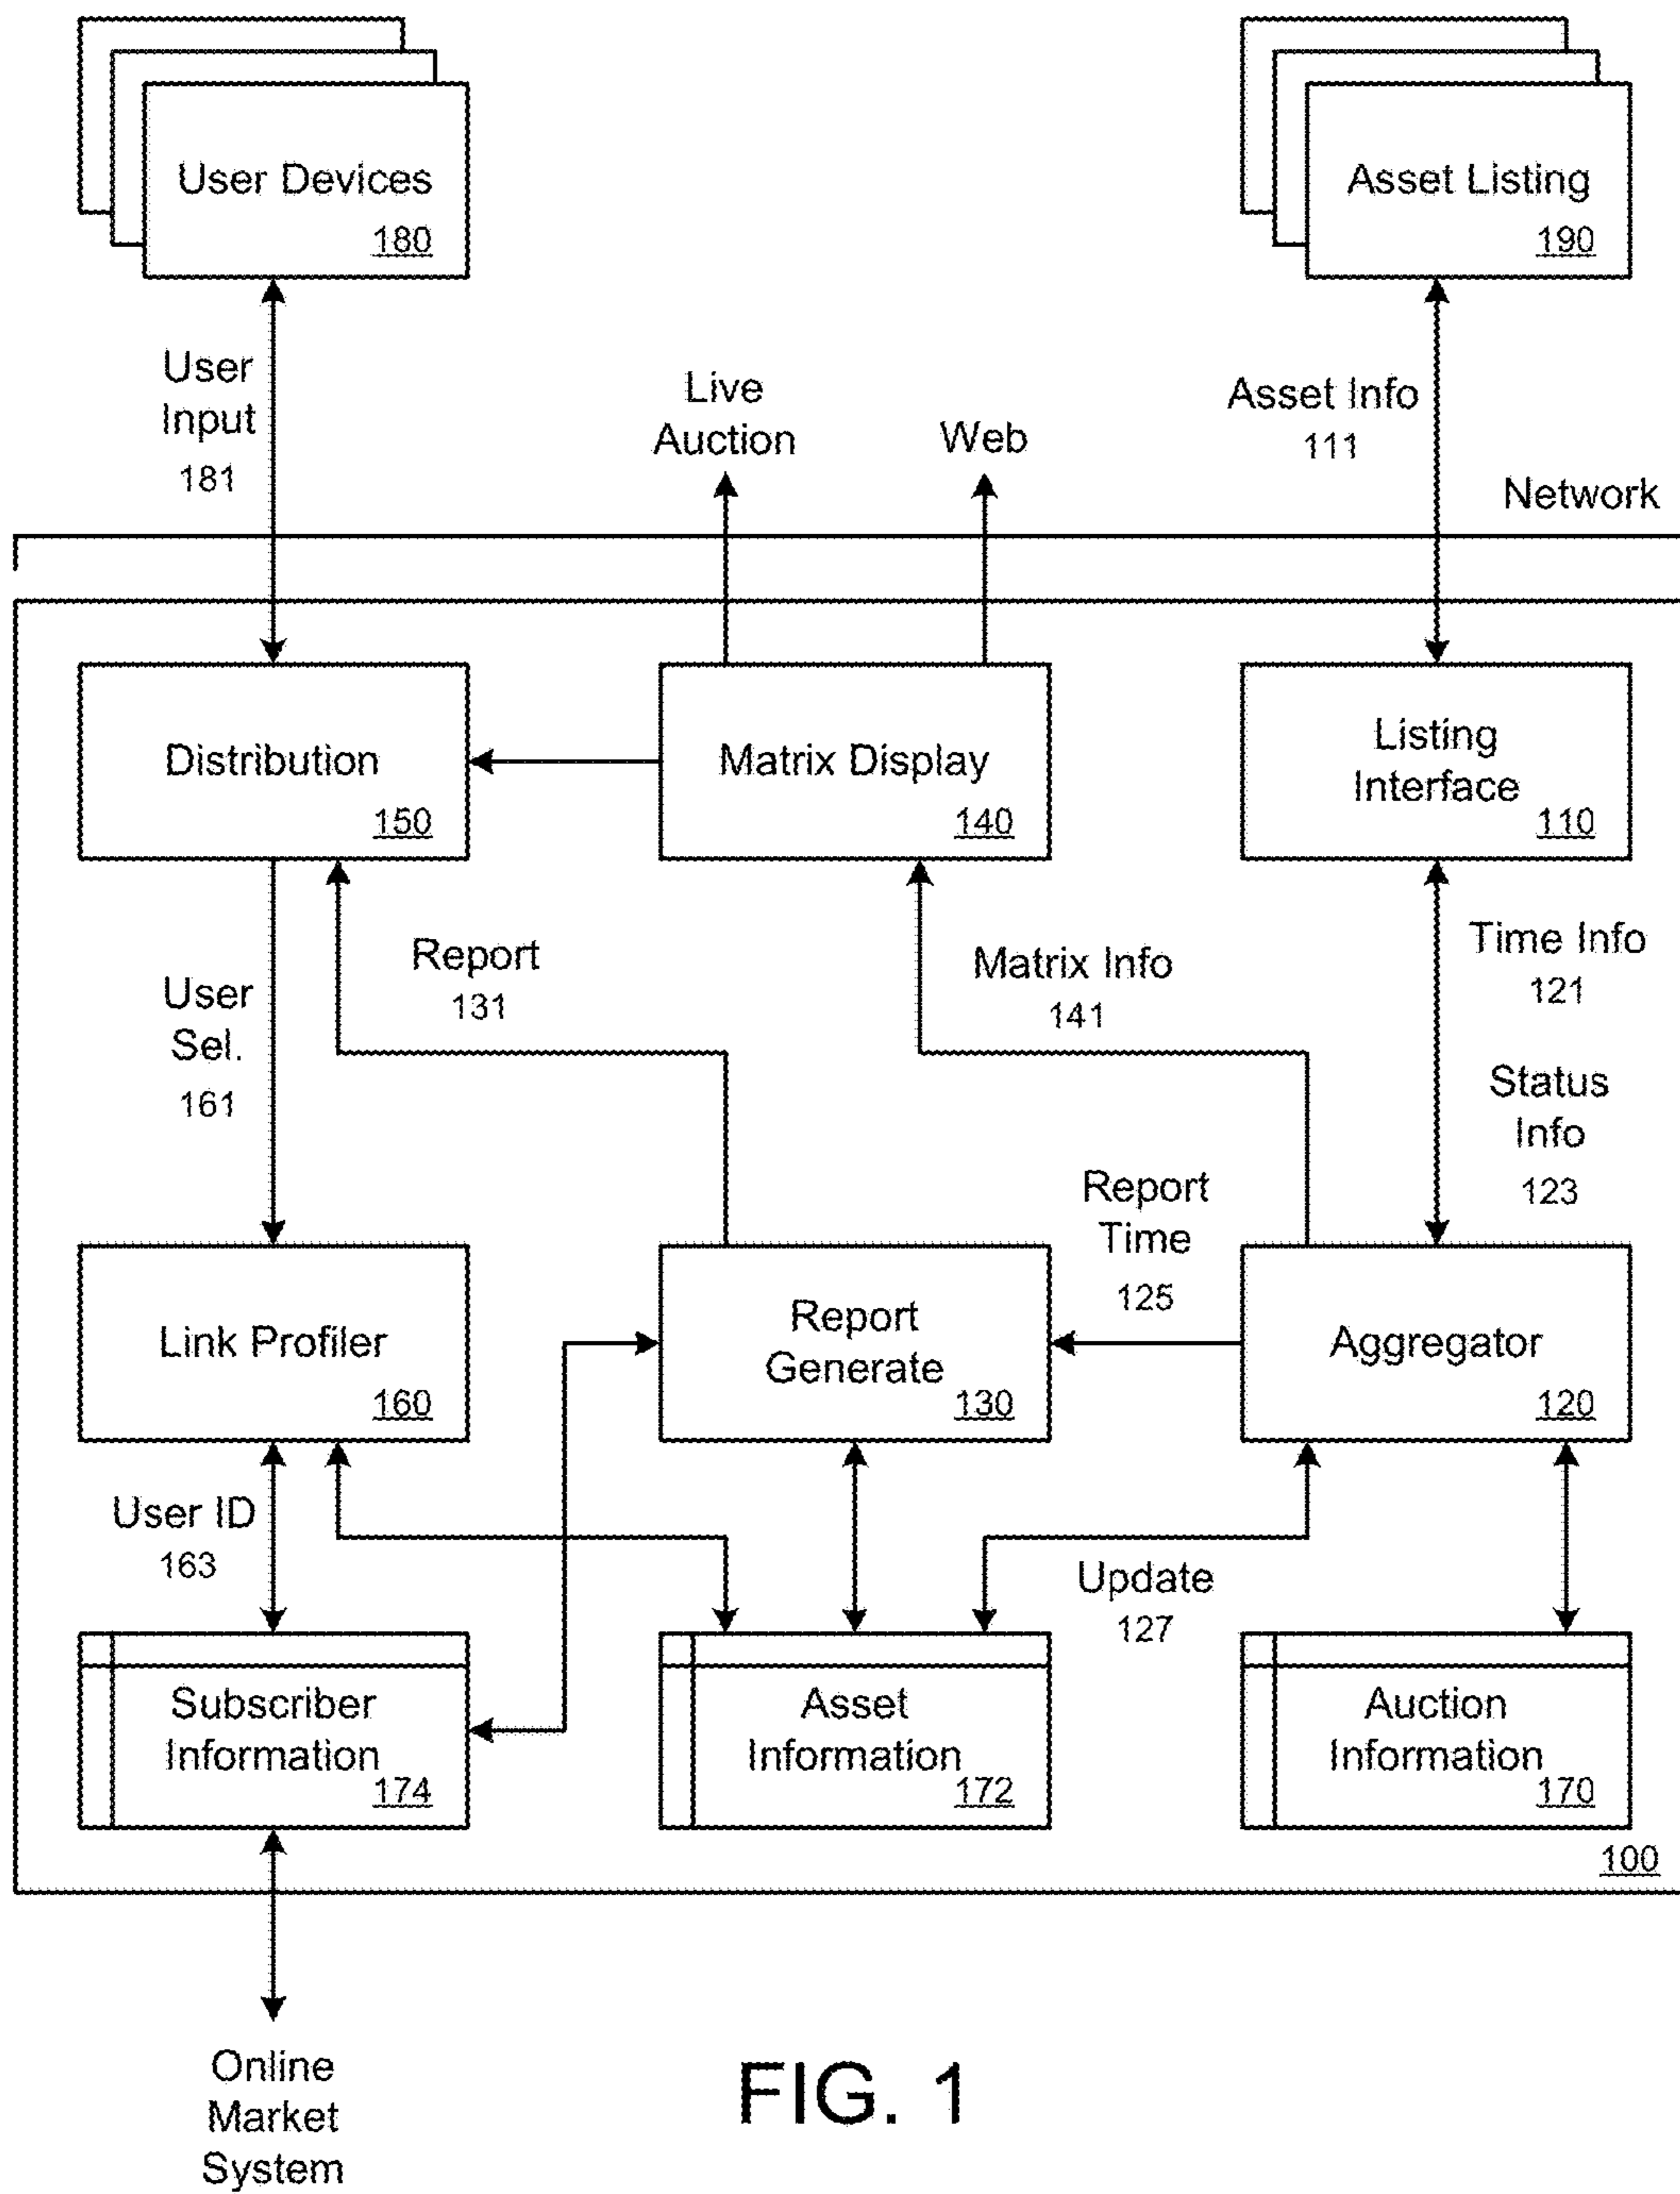 User Devices
180
Asset Listing
190
User
Input
181
Live
Auction
Web
Asset Info
111
Network
Distribution
150
Matrix Display
140
Listing
Interface
110
User
Sel.
161
Report
131
Matrix Info
141
Time Info
121
Status
Info
123
Report
Time
125
Link Profiler
160
Report
Generate
130
Aggregator
120
User ID
163
Update
127
Subscriber
Information
174
Asset
Information
172
Auction
Information
170
100
Online
Market
System
FIG. 1